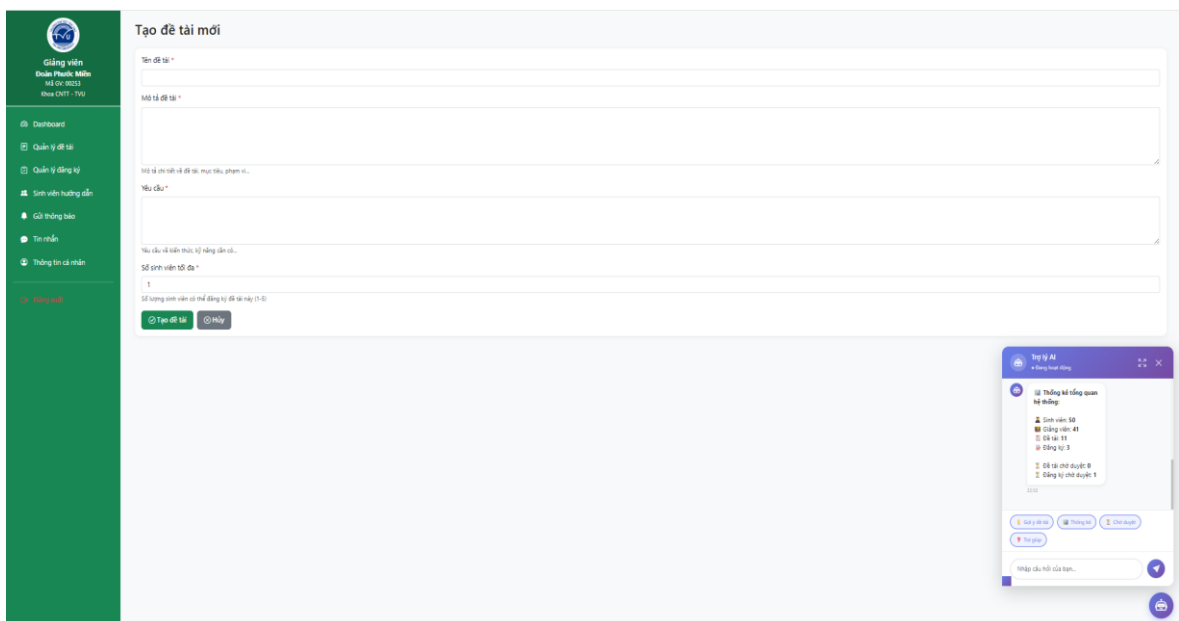 Giảng viên
Đoàn Phước Miền
Mã GV: 00253
Khoa CNTT - TVU
Dashboard
Quản lý đề tài
Quản lý đăng ký
Sinh viên hướng dẫn
Gửi thông báo
Tin nhắn
Thông tin cá nhân
Đăng xuất
Tạo đề tài mới
Tên đề tài *
Mô tả đề tài *
Mô tả chi tiết về đề tài, mục tiêu, phạm vi...
Yêu cầu *
Yêu cầu về kiến thức, kỹ năng cần có...
Số sinh viên tối đa *
1
Số lượng sinh viên có thể đăng ký đề tài này (1-5)
Tạo đề tài
Hủy
Trợ lý AI
Đang hoạt động
Thống kê tổng quan
hệ thống:
Sinh viên: 50
Giảng viên: 41
Đề tài: 11
Đăng ký: 3
Đề tài chờ duyệt: 0
Đăng ký chờ duyệt: 1
Gợi ý đề tài
Thống kê
Chờ duyệt
Trợ giúp
Nhập câu hỏi của bạn...